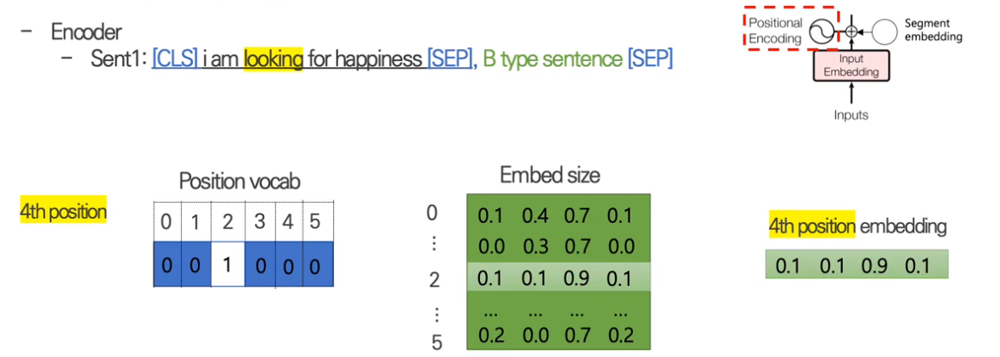 – Encoder
– Sent1: [CLS] i am looking for happiness [SEP], B type sentence [SEP]
Positional
Encoding
Segment
embedding
Input
Embedding
Inputs
4th position
Position vocab
0 1 2 3 4 5
0 0 1 0 0 0
Embed size
0 0.1 0.4 0.7 0.1
⋮ 0.0 0.3 0.7 0.0
2 0.1 0.1 0.9 0.1
⋮ ... ... ... ...
5 0.2 0.0 0.7 0.2
4th position embedding
0.1 0.1 0.9 0.1